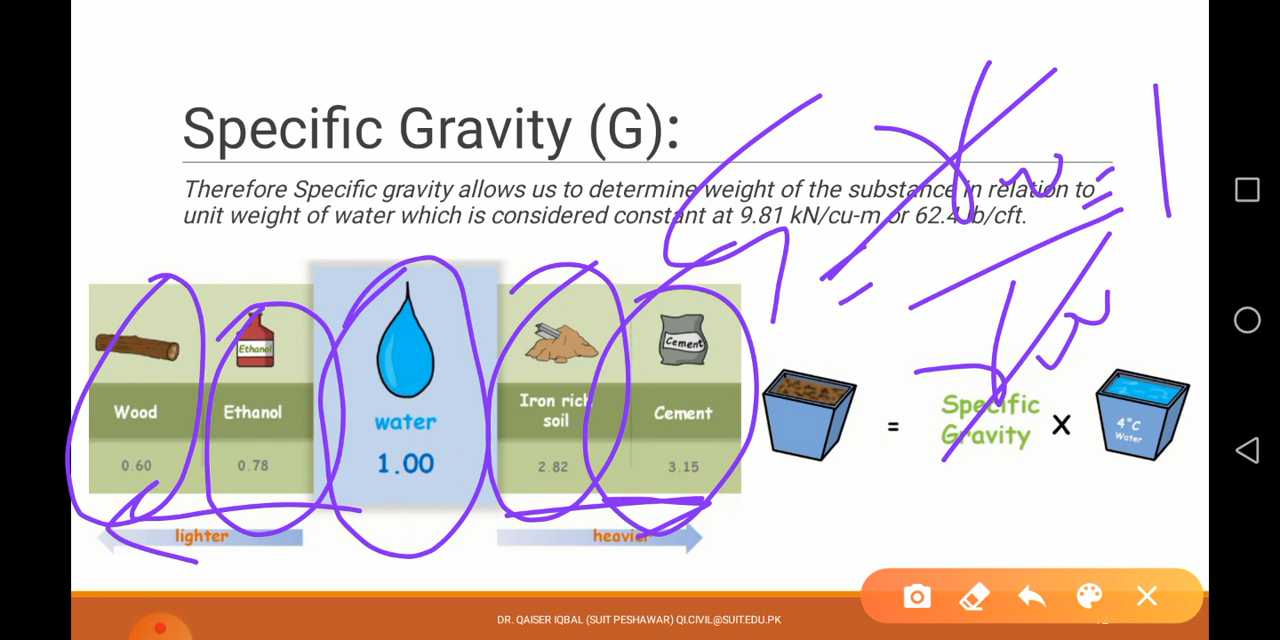 Specific Gravity (G):
Therefore Specific gravity allows us to determine weight of the substance in relation to
unit weight of water which is considered constant at 9.81 kN/cu-m or 62.4 lb/cft.
G = γw / γw = 1
Ethanol
Cement
Wood
Ethanol
water
Iron rich
soil
Cement
0.60
0.78
1.00
2.82
3.15
lighter
heavier
=
Specific
Gravity
X
4°C
Water
DR. QAISER IQBAL (SUIT PESHAWAR) QI.CIVIL@SUIT.EDU.PK